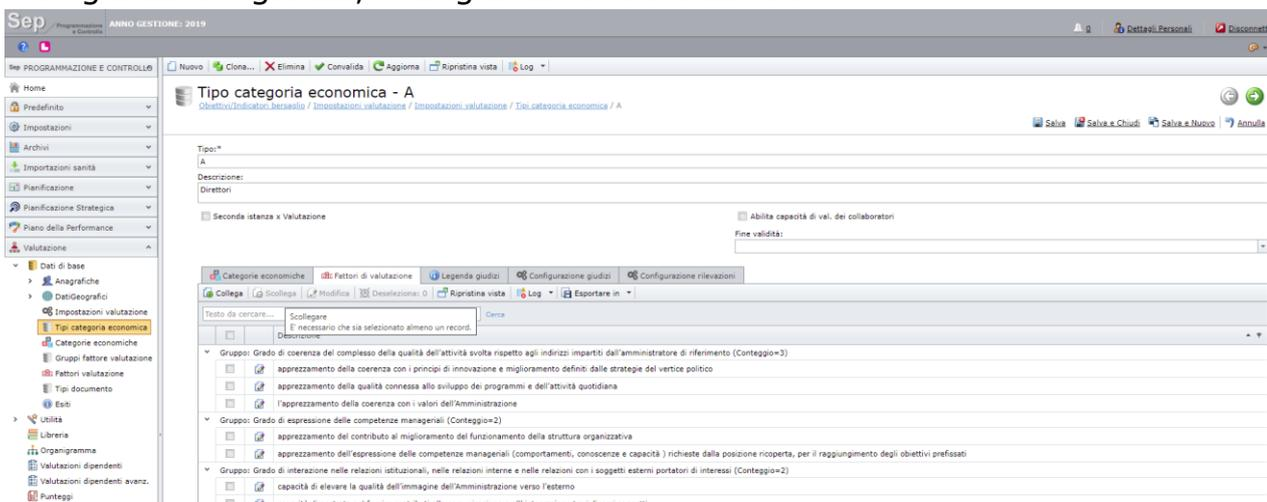 Sep Programmazione e Controllo ANNO GESTIONE: 2019
0 Dettagli Personali Disconnett
Sep PROGRAMMAZIONE E CONTROLLO
Nuovo Clona... Elimina Convalida Aggiorna Ripristina vista Log
Home
Predefinito
Impostazioni
Archivi
Importazioni sanità
Pianificazione
Pianificazione Strategica
Piano della Performance
Valutazione
Dati di base
Anagrafiche
DatiGeografici
Impostazioni valutazione
Tipi categoria economica
Categorie economiche
Gruppi fattore valutazione
Fattori valutazione
Tipi documento
Esiti
Utilità
Libreria
Organigramma
Valutazioni dipendenti
Valutazioni dipendenti avanz.
Punteggi
Tipo categoria economica - A
Obiettivi/Indicatori bersaglio / Impostazioni valutazione / Impostazioni valutazione / Tipi categoria economica / A
Salva Salva e Chiudi Salva e Nuovo Annulla
Tipo:*
A
Descrizione:
Direttori
Seconda istanza x Valutazione Abilita capacità di val. dei collaboratori
Fine validità:
Categorie economiche Fattori di valutazione Legenda giudizi Configurazione giudizi Configurazione rilevazioni
Collega Scollega Modifica Deseleziona: 0 Ripristina vista Log Esportare in
Testo da cercare... Cerca
Scollegare
E' necessario che sia selezionato almeno un record.
Descrizione
Gruppo: Grado di coerenza del complesso della qualità dell'attività svolta rispetto agli indirizzi impartiti dall'amministratore di riferimento (Conteggio=3)
apprezzamento della coerenza con i principi di innovazione e miglioramento definiti dalle strategie del vertice politico
apprezzamento della qualità connessa allo sviluppo dei programmi e dell'attività quotidiana
l'apprezzamento della coerenza con i valori dell'Amministrazione
Gruppo: Grado di espressione delle competenze manageriali (Conteggio=2)
apprezzamento del contributo al miglioramento del funzionamento della struttura organizzativa
apprezzamento dell'espressione delle competenze manageriali (comportamenti, conoscenze e capacità ) richieste dalla posizione ricoperta, per il raggiungimento degli obiettivi prefissati
Gruppo: Grado di interazione nelle relazioni istituzionali, nelle relazioni interne e nelle relazioni con i soggetti esterni portatori di interessi (Conteggio=2)
capacità di elevare la qualità dell'immagine dell'Amministrazione verso l'esterno